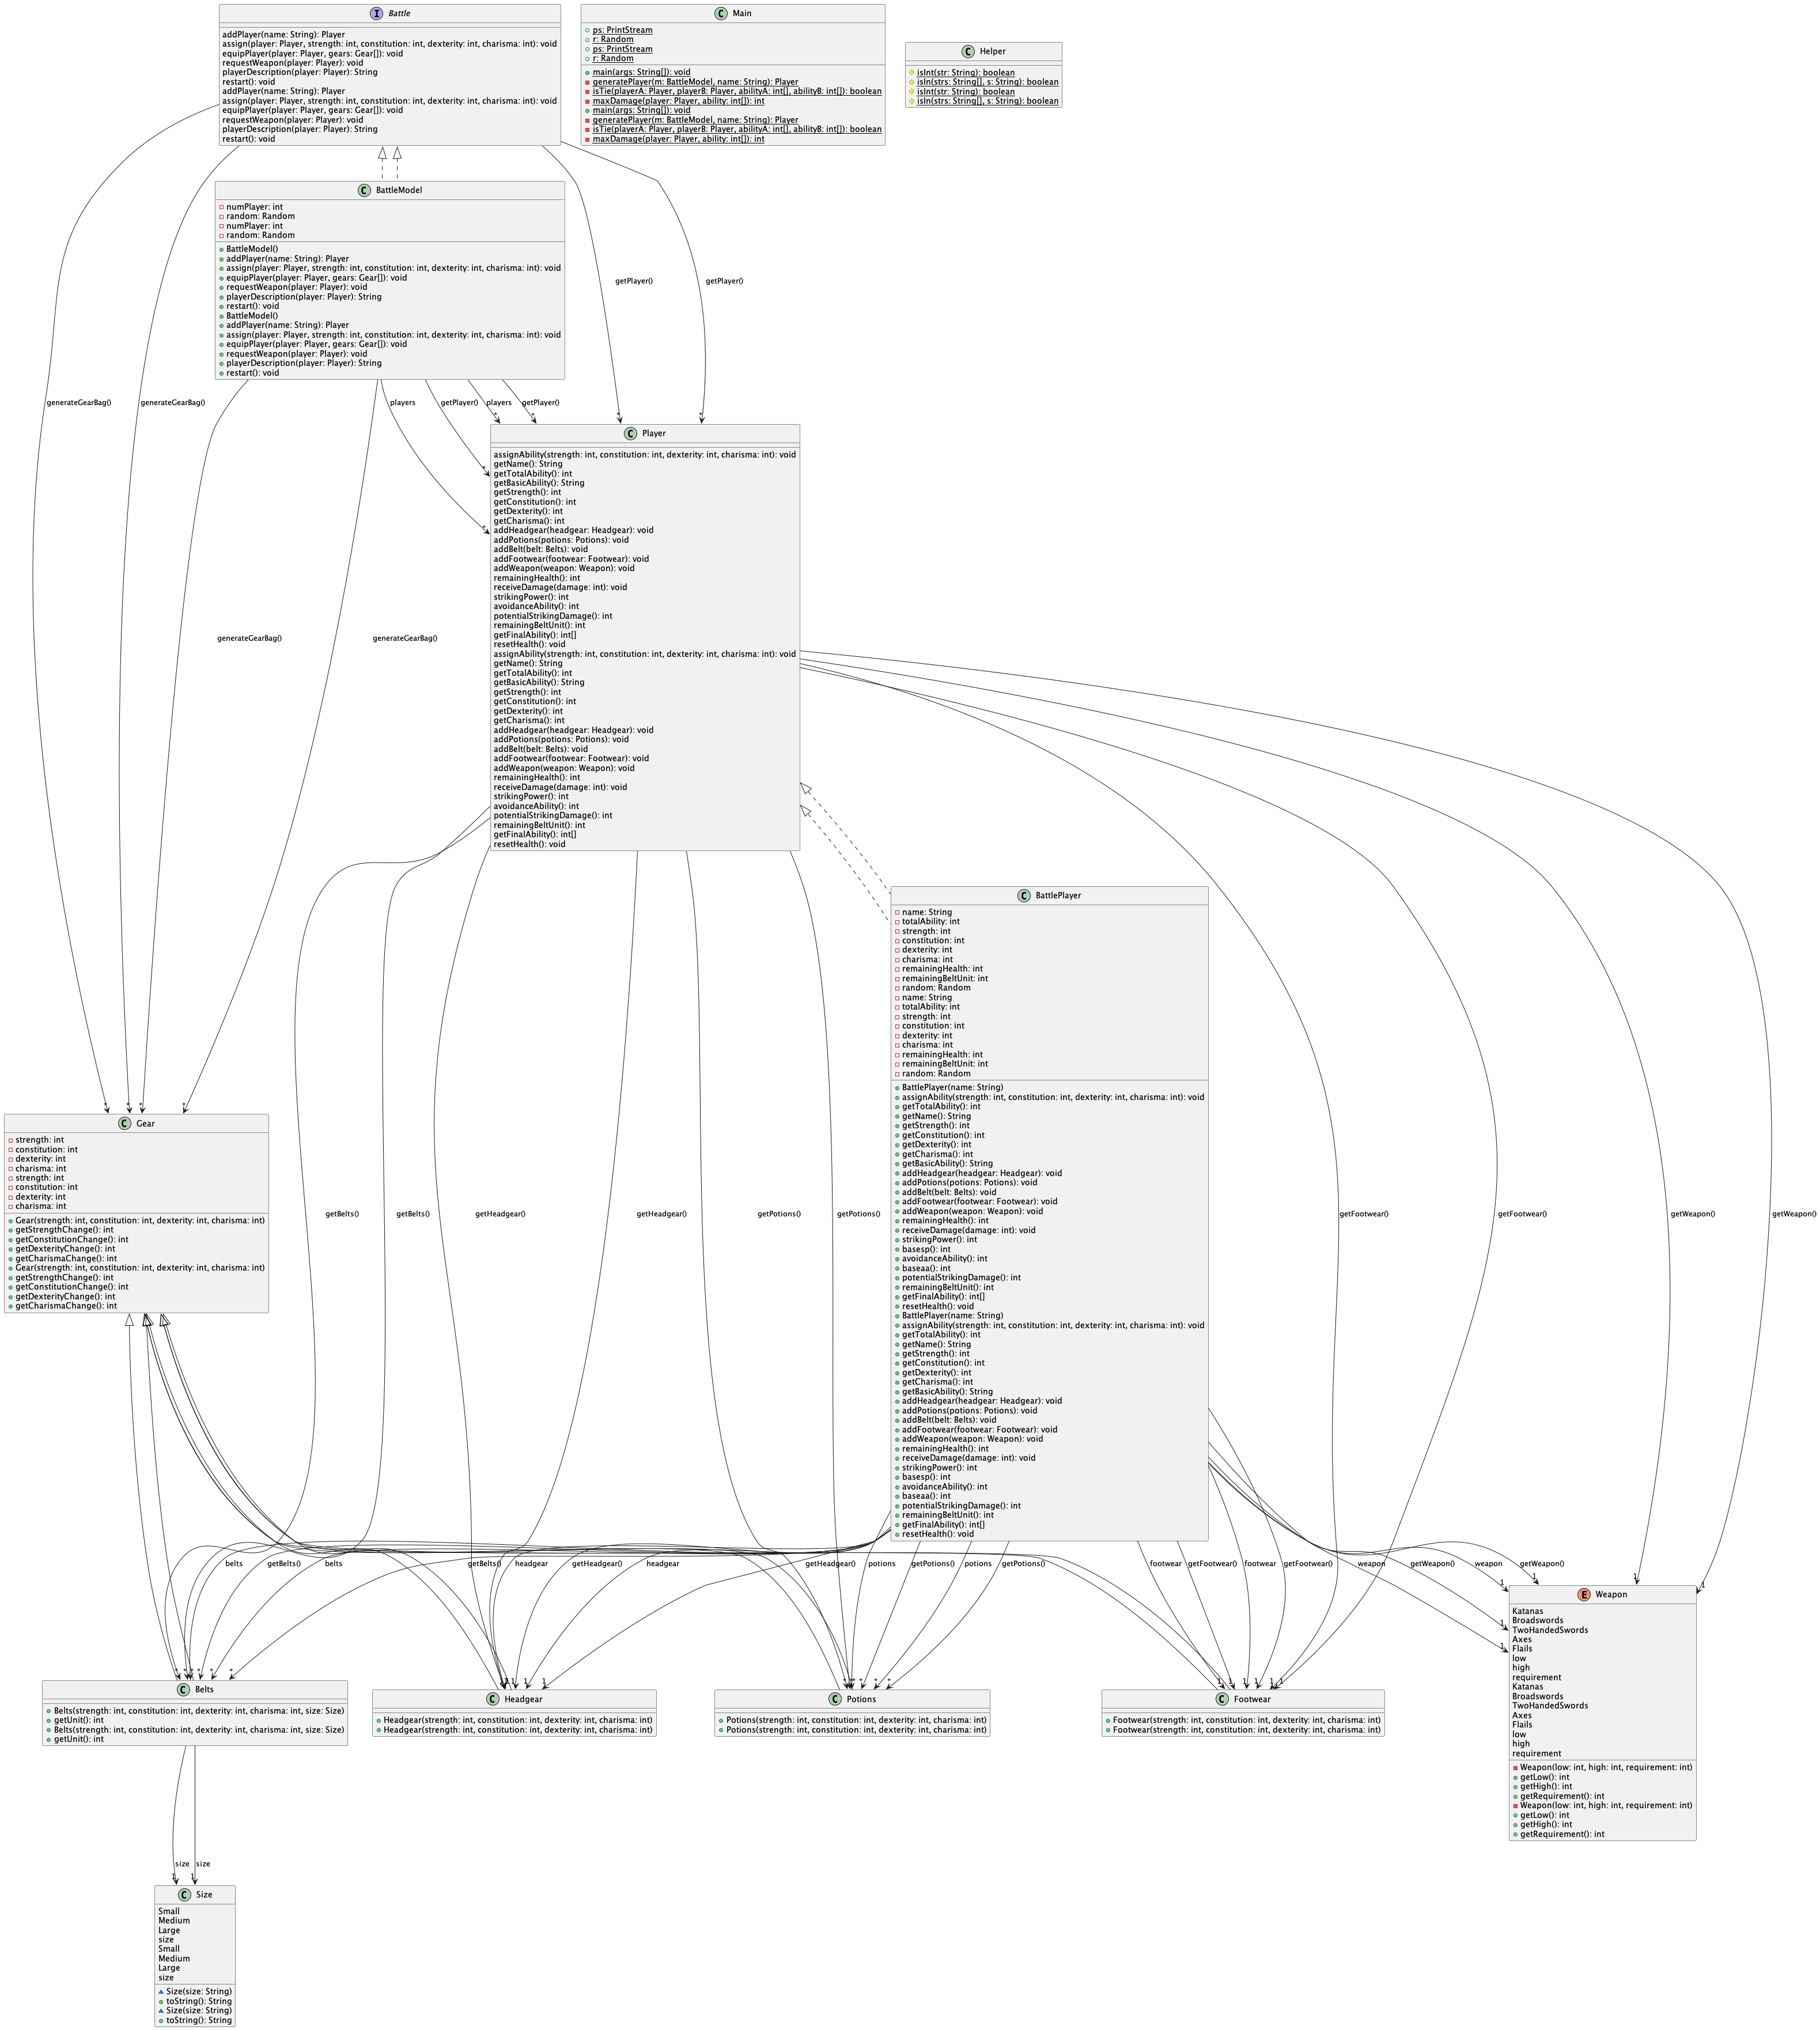 Battle
addPlayer(name: String): Player
assign(player: Player, strength: int, constitution: int, dexterity: int, charisma: int): void
equipPlayer(player: Player, gears: Gear[]): void
requestWeapon(player: Player): void
playerDescription(player: Player): String
restart(): void
addPlayer(name: String): Player
assign(player: Player, strength: int, constitution: int, dexterity: int, charisma: int): void
equipPlayer(player: Player, gears: Gear[]): void
requestWeapon(player: Player): void
playerDescription(player: Player): String
restart(): void
Main
ps: PrintStream
r: Random
ps: PrintStream
r: Random
main(args: String[]): void
generatePlayer(m: BattleModel, name: String): Player
isTie(playerA: Player, playerB: Player, abilityA: int[], abilityB: int[]): boolean
maxDamage(player: Player, ability: int[]): int
main(args: String[]): void
generatePlayer(m: BattleModel, name: String): Player
isTie(playerA: Player, playerB: Player, abilityA: int[], abilityB: int[]): boolean
maxDamage(player: Player, ability: int[]): int
Helper
isInt(str: String): boolean
isIn(strs: String[], s: String): boolean
isInt(str: String): boolean
isIn(strs: String[], s: String): boolean
BattleModel
numPlayer: int
random: Random
numPlayer: int
random: Random
BattleModel()
addPlayer(name: String): Player
assign(player: Player, strength: int, constitution: int, dexterity: int, charisma: int): void
equipPlayer(player: Player, gears: Gear[]): void
requestWeapon(player: Player): void
playerDescription(player: Player): String
restart(): void
BattleModel()
addPlayer(name: String): Player
assign(player: Player, strength: int, constitution: int, dexterity: int, charisma: int): void
equipPlayer(player: Player, gears: Gear[]): void
requestWeapon(player: Player): void
playerDescription(player: Player): String
restart(): void
getPlayer()
getPlayer()
generateGearBag()
generateGearBag()
players
getPlayer()
players
getPlayer()
generateGearBag()
generateGearBag()
Player
assignAbility(strength: int, constitution: int, dexterity: int, charisma: int): void
getName(): String
getTotalAbility(): int
getBasicAbility(): String
getStrength(): int
getConstitution(): int
getDexterity(): int
getCharisma(): int
addHeadgear(headgear: Headgear): void
addPotions(potions: Potions): void
addBelt(belt: Belts): void
addFootwear(footwear: Footwear): void
addWeapon(weapon: Weapon): void
remainingHealth(): int
receiveDamage(damage: int): void
strikingPower(): int
avoidanceAbility(): int
potentialStrikingDamage(): int
remainingBeltUnit(): int
getFinalAbility(): int[]
resetHealth(): void
assignAbility(strength: int, constitution: int, dexterity: int, charisma: int): void
getName(): String
getTotalAbility(): int
getBasicAbility(): String
getStrength(): int
getConstitution(): int
getDexterity(): int
getCharisma(): int
addHeadgear(headgear: Headgear): void
addPotions(potions: Potions): void
addBelt(belt: Belts): void
addFootwear(footwear: Footwear): void
addWeapon(weapon: Weapon): void
remainingHealth(): int
receiveDamage(damage: int): void
strikingPower(): int
avoidanceAbility(): int
potentialStrikingDamage(): int
remainingBeltUnit(): int
getFinalAbility(): int[]
resetHealth(): void
BattlePlayer
name: String
totalAbility: int
strength: int
constitution: int
dexterity: int
charisma: int
remainingHealth: int
remainingBeltUnit: int
random: Random
name: String
totalAbility: int
strength: int
constitution: int
dexterity: int
charisma: int
remainingHealth: int
remainingBeltUnit: int
random: Random
BattlePlayer(name: String)
assignAbility(strength: int, constitution: int, dexterity: int, charisma: int): void
getTotalAbility(): int
getName(): String
getStrength(): int
getConstitution(): int
getDexterity(): int
getCharisma(): int
getBasicAbility(): String
addHeadgear(headgear: Headgear): void
addPotions(potions: Potions): void
addBelt(belt: Belts): void
addFootwear(footwear: Footwear): void
addWeapon(weapon: Weapon): void
remainingHealth(): int
receiveDamage(damage: int): void
strikingPower(): int
basesp(): int
avoidanceAbility(): int
baseaa(): int
potentialStrikingDamage(): int
remainingBeltUnit(): int
getFinalAbility(): int[]
resetHealth(): void
BattlePlayer(name: String)
assignAbility(strength: int, constitution: int, dexterity: int, charisma: int): void
getTotalAbility(): int
getName(): String
getStrength(): int
getConstitution(): int
getDexterity(): int
getCharisma(): int
getBasicAbility(): String
addHeadgear(headgear: Headgear): void
addPotions(potions: Potions): void
addBelt(belt: Belts): void
addFootwear(footwear: Footwear): void
addWeapon(weapon: Weapon): void
remainingHealth(): int
receiveDamage(damage: int): void
strikingPower(): int
basesp(): int
avoidanceAbility(): int
baseaa(): int
potentialStrikingDamage(): int
remainingBeltUnit(): int
getFinalAbility(): int[]
resetHealth(): void
Gear
strength: int
constitution: int
dexterity: int
charisma: int
strength: int
constitution: int
dexterity: int
charisma: int
Gear(strength: int, constitution: int, dexterity: int, charisma: int)
getStrengthChange(): int
getConstitutionChange(): int
getDexterityChange(): int
getCharismaChange(): int
Gear(strength: int, constitution: int, dexterity: int, charisma: int)
getStrengthChange(): int
getConstitutionChange(): int
getDexterityChange(): int
getCharismaChange(): int
getBelts()
getBelts()
getHeadgear()
getHeadgear()
getPotions()
getPotions()
getFootwear()
getFootwear()
getWeapon()
getWeapon()
belts
getBelts()
belts
getBelts()
headgear
getHeadgear()
headgear
getHeadgear()
potions
getPotions()
potions
getPotions()
footwear
getFootwear()
footwear
getFootwear()
weapon
getWeapon()
weapon
getWeapon()
Belts
Belts(strength: int, constitution: int, dexterity: int, charisma: int, size: Size)
getUnit(): int
Belts(strength: int, constitution: int, dexterity: int, charisma: int, size: Size)
getUnit(): int
Headgear
Headgear(strength: int, constitution: int, dexterity: int, charisma: int)
Headgear(strength: int, constitution: int, dexterity: int, charisma: int)
Potions
Potions(strength: int, constitution: int, dexterity: int, charisma: int)
Potions(strength: int, constitution: int, dexterity: int, charisma: int)
Footwear
Footwear(strength: int, constitution: int, dexterity: int, charisma: int)
Footwear(strength: int, constitution: int, dexterity: int, charisma: int)
Weapon
Katanas
Broadswords
TwoHandedSwords
Axes
Flails
low
high
requirement
Katanas
Broadswords
TwoHandedSwords
Axes
Flails
low
high
requirement
Weapon(low: int, high: int, requirement: int)
getLow(): int
getHigh(): int
getRequirement(): int
Weapon(low: int, high: int, requirement: int)
getLow(): int
getHigh(): int
getRequirement(): int
size
size
1
1
Size
Small
Medium
Large
size
Small
Medium
Large
size
Size(size: String)
toString(): String
Size(size: String)
toString(): String